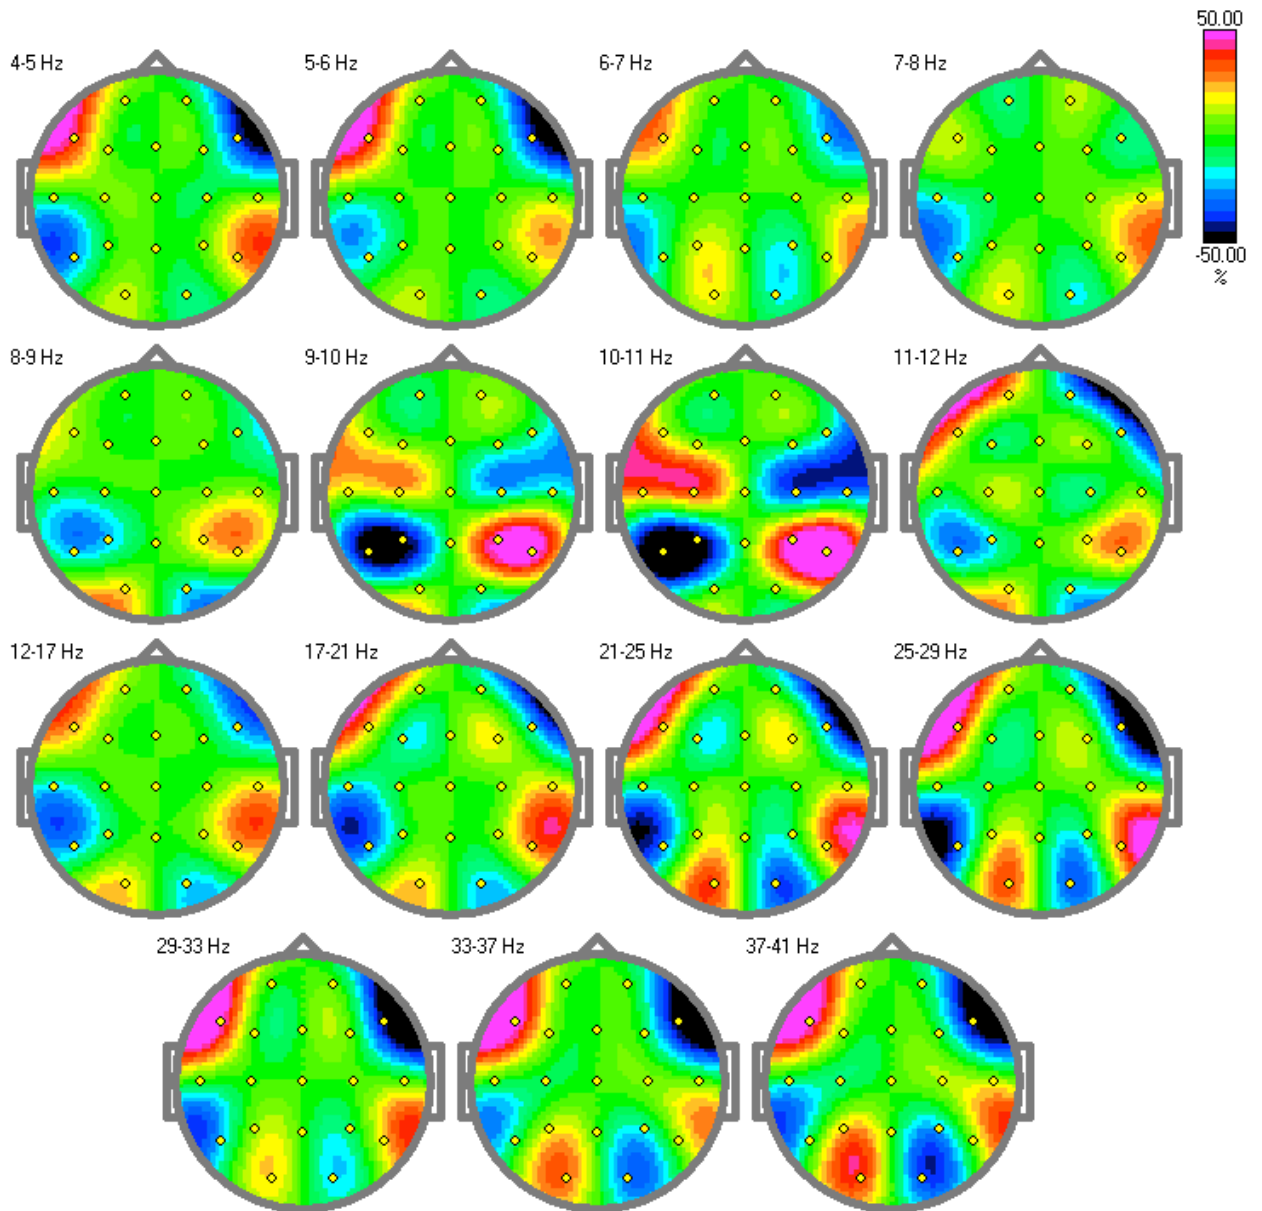 50.00
4-5 Hz
5-6 Hz
6-7 Hz
7-8 Hz
-50.00
%
8-9 Hz
9-10 Hz
10-11 Hz
11-12 Hz
12-17 Hz
17-21 Hz
21-25 Hz
25-29 Hz
29-33 Hz
33-37 Hz
37-41 Hz